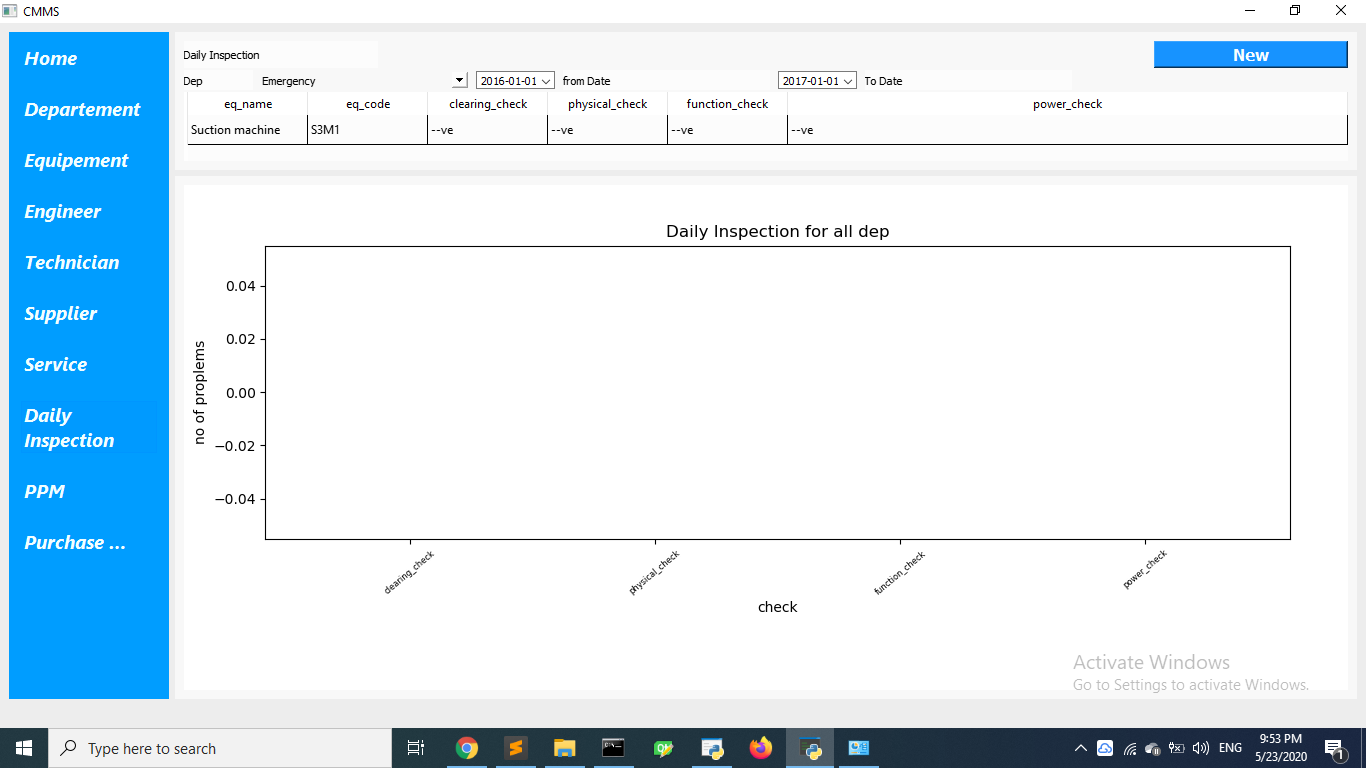 CMMS
Home
Departement
Equipement
Engineer
Technician
Supplier
Service
Daily
Inspection
PPM
Purchase ...
Daily Inspection
New
Dep Emergency 2016-01-01 from Date 2017-01-01 To Date
eq_name eq_code clearing_check physical_check function_check power_check
Suction machine S3M1 --ve --ve --ve --ve
Daily Inspection for all dep
0.04
0.02
0.00
−0.02
−0.04
no of proplems
clearing_check physical_check function_check power_check
check
Activate Windows
Go to Settings to activate Windows.
Type here to search
ENG
9:53 PM
5/23/2020
1